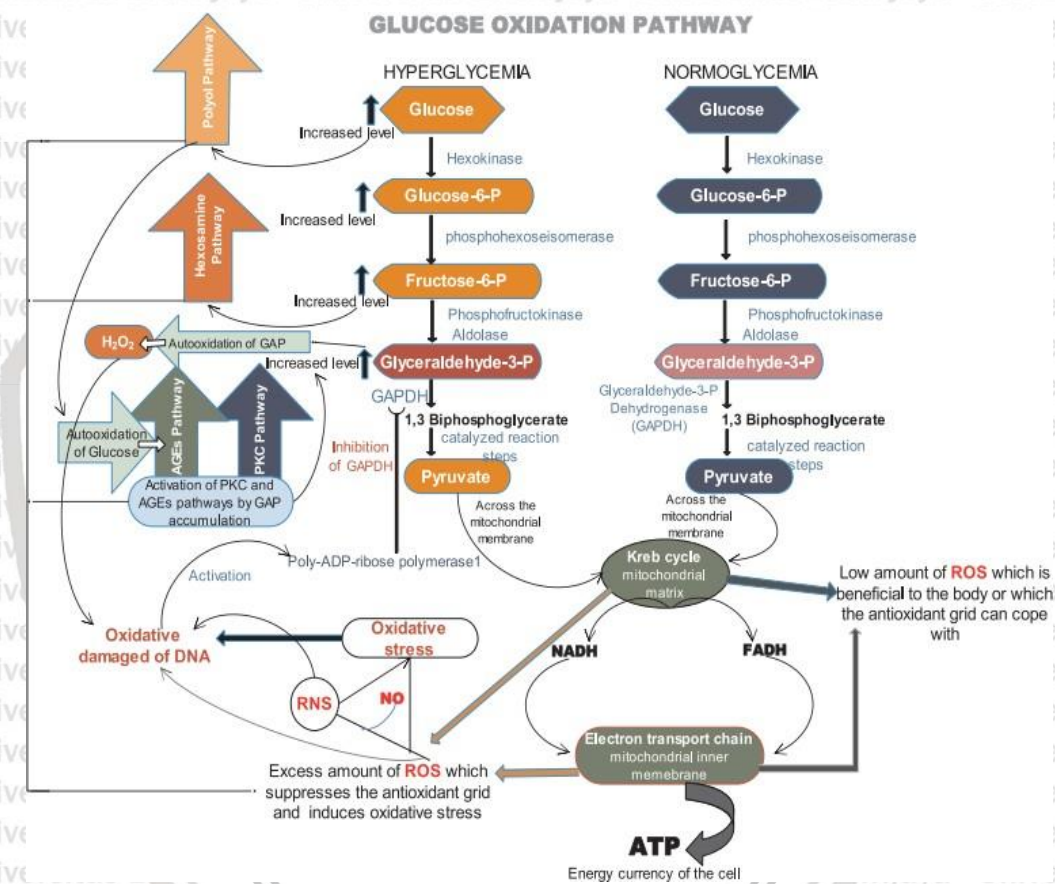 GLUCOSE OXIDATION PATHWAY
HYPERGLYCEMIA
NORMOGLYCEMIA
Polyol Pathway
Increased level
Glucose
Glucose
Hexokinase
Hexokinase
Hexosamine
Pathway
Increased level
Glucose-6-P
Glucose-6-P
phosphohexoseisomerase
phosphohexoseisomerase
Increased level
Fructose-6-P
Fructose-6-P
Phosphofructokinase
Aldolase
Phosphofructokinase
Aldolase
H₂O₂
Autooxidation of GAP
Increased level
Glyceraldehyde-3-P
Glyceraldehyde-3-P
AGEs Pathway
PKC Pathway
GAPDH
Glyceraldehyde-3-P
Dehydrogenase
(GAPDH)
Autooxidation
of Glucose
Inhibition
of GAPDH
1,3 Biphosphoglycerate
catalyzed reaction
steps
1,3 Biphosphoglycerate
catalyzed reaction
steps
Activation of PKC and
AGEs pathways by GAP
accumulation
Pyruvate
Pyruvate
Across the
mitochondrial
membrane
Across the
mitochondrial
membrane
Activation
Poly-ADP-ribose polymerase1
Kreb cycle
mitochondrial
matrix
Low amount of ROS which is
beneficial to the body or which
the antioxidant grid can cope
with
Oxidative
damaged of DNA
Oxidative
stress
NADH
FADH
RNS
NO
Electron transport chain
mitochondrial inner
memebrane
Excess amount of ROS which
suppresses the antioxidant grid
and induces oxidative stress
ATP
Energy currency of the cell